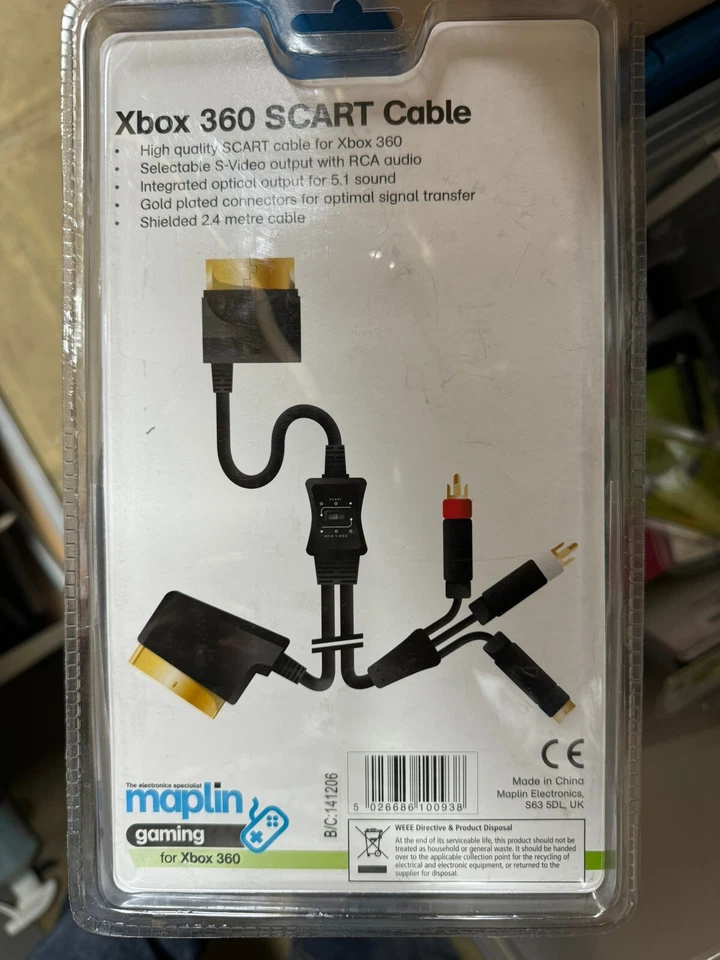 Xbox 360 SCART Cable
• High quality SCART cable for Xbox 360
• Selectable S-Video output with RCA audio
• Integrated optical output for 5.1 sound
• Gold plated connectors for optimal signal transfer
• Shielded 2.4 metre cable
SCART
AV/S-VIDEO
The electronics specialist
maplin
gaming
for Xbox 360
B/C:141206
5 026686 100938
CE
Made in China
Maplin Electronics,
S63 5DL, UK
WEEE Directive & Product Disposal
At the end of its serviceable life, this product should not be
treated as household or general waste. It should be handed
over to the applicable collection point for the recycling of
electrical and electronic equipment, or returned to the
supplier for disposal.